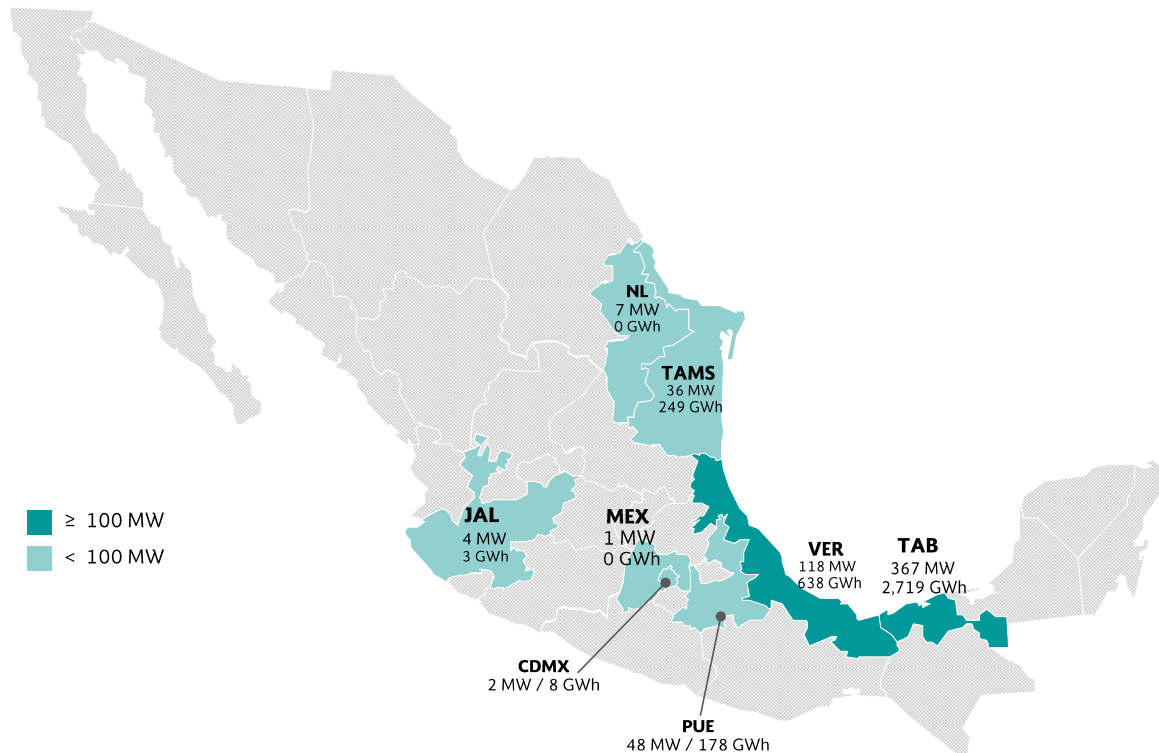 NL
7 MW
0 GWh
TAMS
36 MW
249 GWh
≥ 100 MW
< 100 MW
JAL
4 MW
3 GWh
MEX
1 MW
0 GWh
VER
118 MW
638 GWh
TAB
367 MW
2,719 GWh
CDMX
2 MW / 8 GWh
PUE
48 MW / 178 GWh